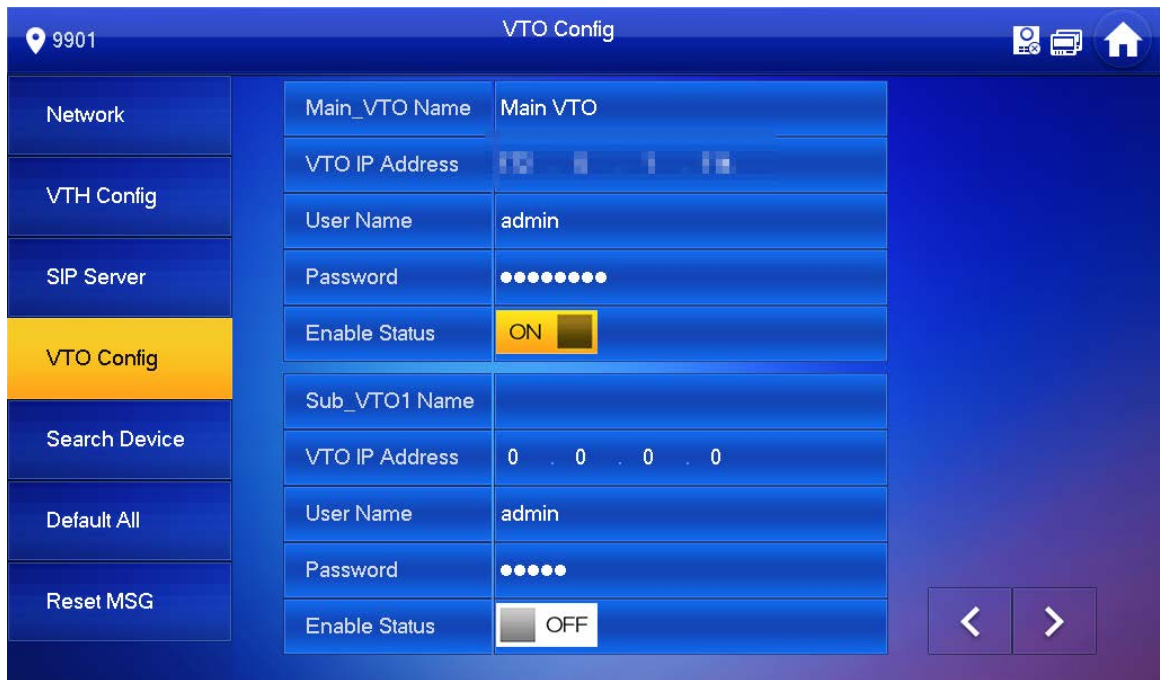 9901
VTO Config
Network
VTH Config
SIP Server
VTO Config
Search Device
Default All
Reset MSG
Main_VTO Name Main VTO
VTO IP Address
User Name admin
Password ●●●●●●●●
Enable Status ON
Sub_VTO1 Name
VTO IP Address 0 . 0 . 0 . 0
User Name admin
Password ●●●●●
Enable Status OFF